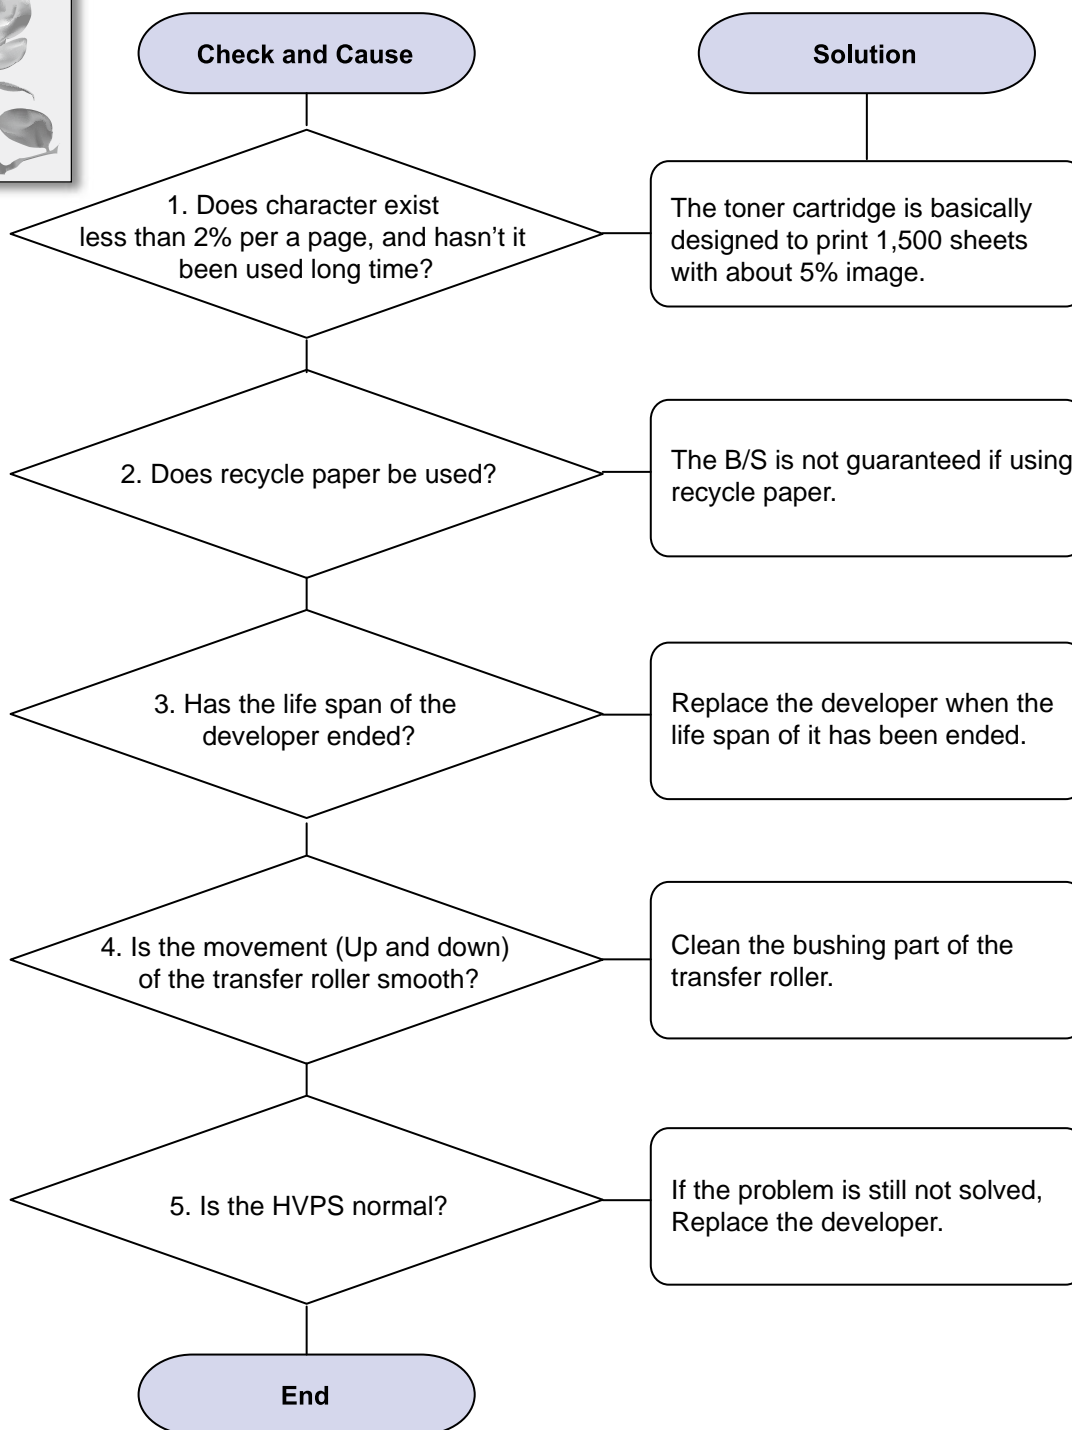 Check and Cause
Solution
1. Does character exist
less than 2% per a page, and hasn’t it
been used long time?
The toner cartridge is basically
designed to print 1,500 sheets
with about 5% image.
2. Does recycle paper be used?
The B/S is not guaranteed if using
recycle paper.
3. Has the life span of the
developer ended?
Replace the developer when the
life span of it has been ended.
4. Is the movement (Up and down)
of the transfer roller smooth?
Clean the bushing part of the
transfer roller.
5. Is the HVPS normal?
If the problem is still not solved,
Replace the developer.
End